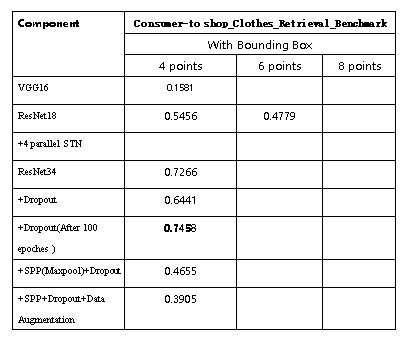 Component Consumer-to shop_Clothes_Retrieval_Benchmark
With Bounding Box
4 points 6 points 8 points
VGG16 0.1581
ResNet18 0.5456 0.4779
+4 parallel STN
ResNet34 0.7266
+Dropout 0.6441
+Dropout(After 100 0.7458
epoches )
+SPP(Maxpool)+Dropout 0.4655
+SPP+Dropout+Data 0.3905
Augmentation